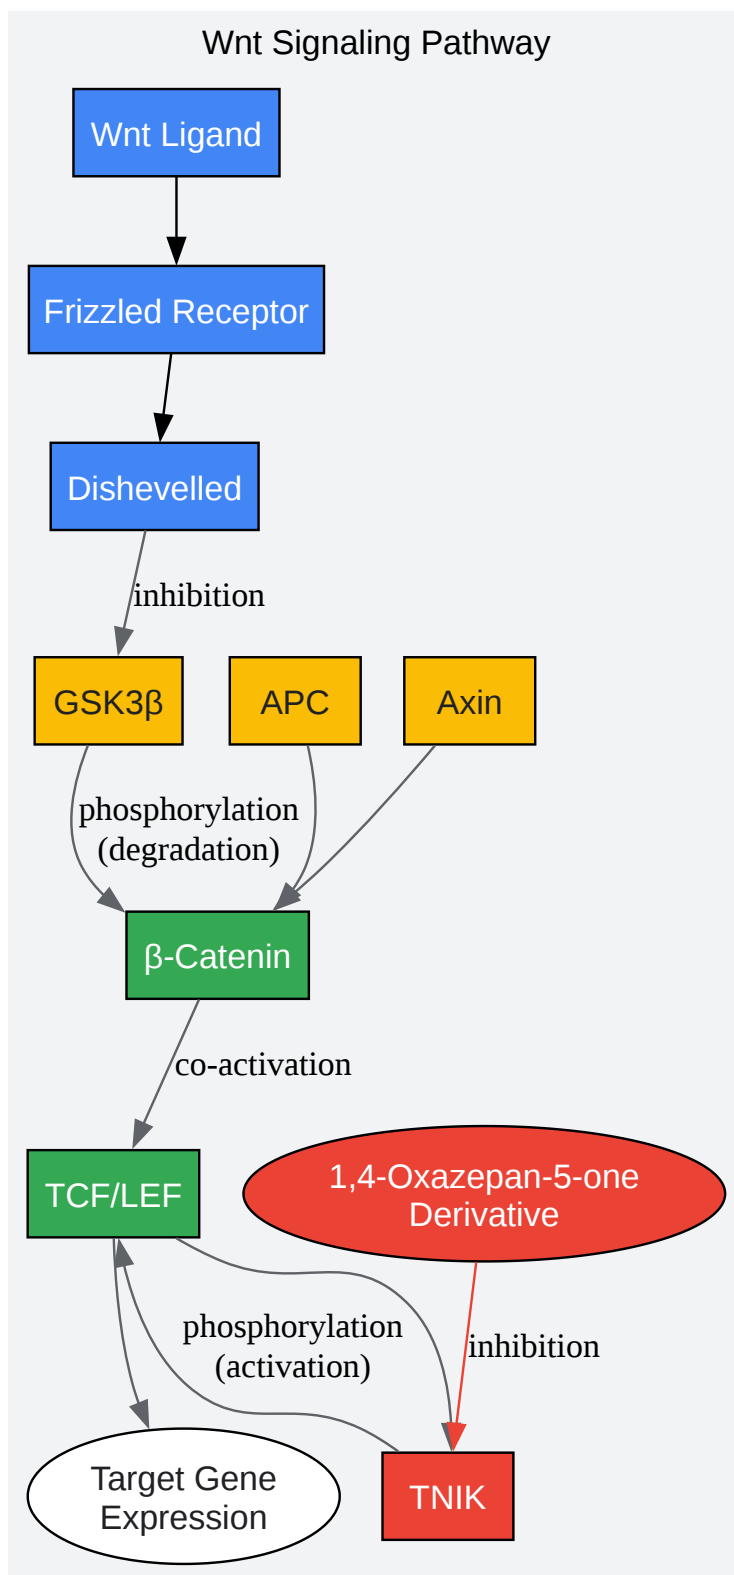 Wnt Signaling Pathway
Wnt Ligand
Frizzled Receptor
Dishevelled
inhibition
GSK3β
APC
Axin
phosphorylation
(degradation)
β-Catenin
co-activation
TCF/LEF
1,4-Oxazepan-5-one
Derivative
phosphorylation
(activation)
inhibition
Target Gene
Expression
TNIK